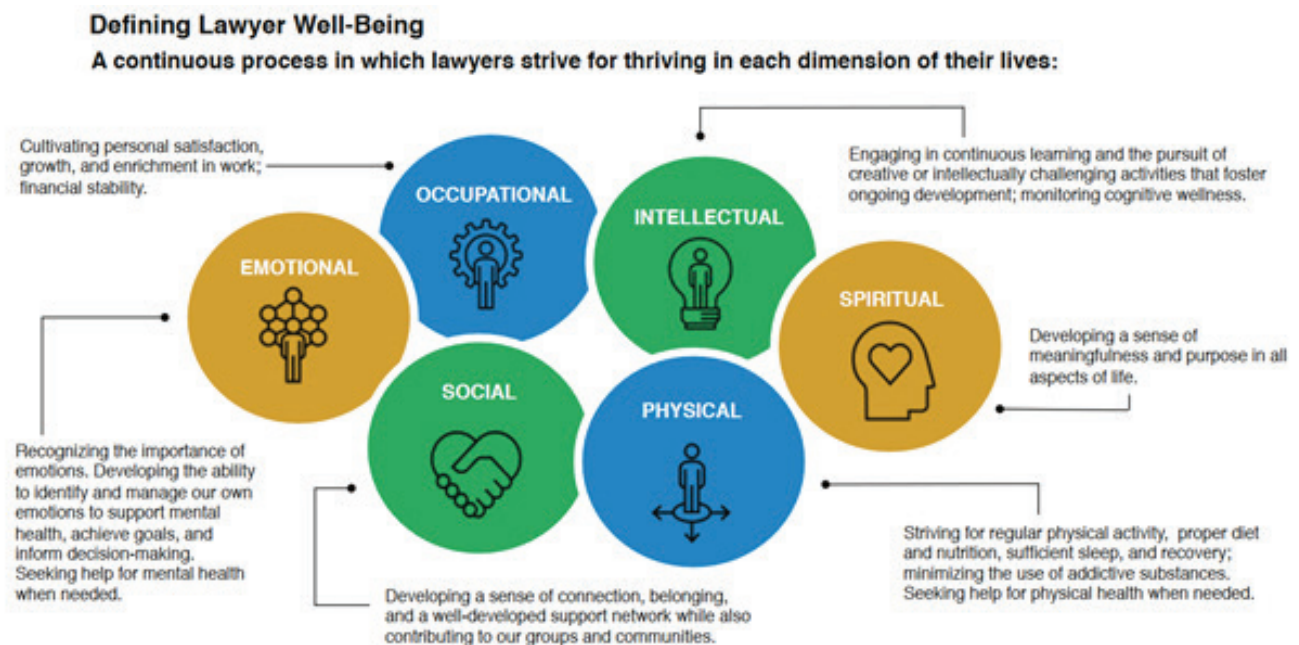 Defining Lawyer Well-Being
A continuous process in which lawyers strive for thriving in each dimension of their lives:
Cultivating personal satisfaction,
growth, and enrichment in work;
financial stability.
OCCUPATIONAL
INTELLECTUAL
Engaging in continuous learning and the pursuit of
creative or intellectually challenging activities that foster
ongoing development; monitoring cognitive wellness.
EMOTIONAL
SPIRITUAL
Developing a sense of
meaningfulness and purpose in all
aspects of life.
SOCIAL
PHYSICAL
Recognizing the importance of
emotions. Developing the ability
to identify and manage our own
emotions to support mental
health, achieve goals, and
inform decision-making.
Seeking help for mental health
when needed.
Striving for regular physical activity, proper diet
and nutrition, sufficient sleep, and recovery;
minimizing the use of addictive substances.
Seeking help for physical health when needed.
Developing a sense of connection, belonging,
and a well-developed support network while also
contributing to our groups and communities.